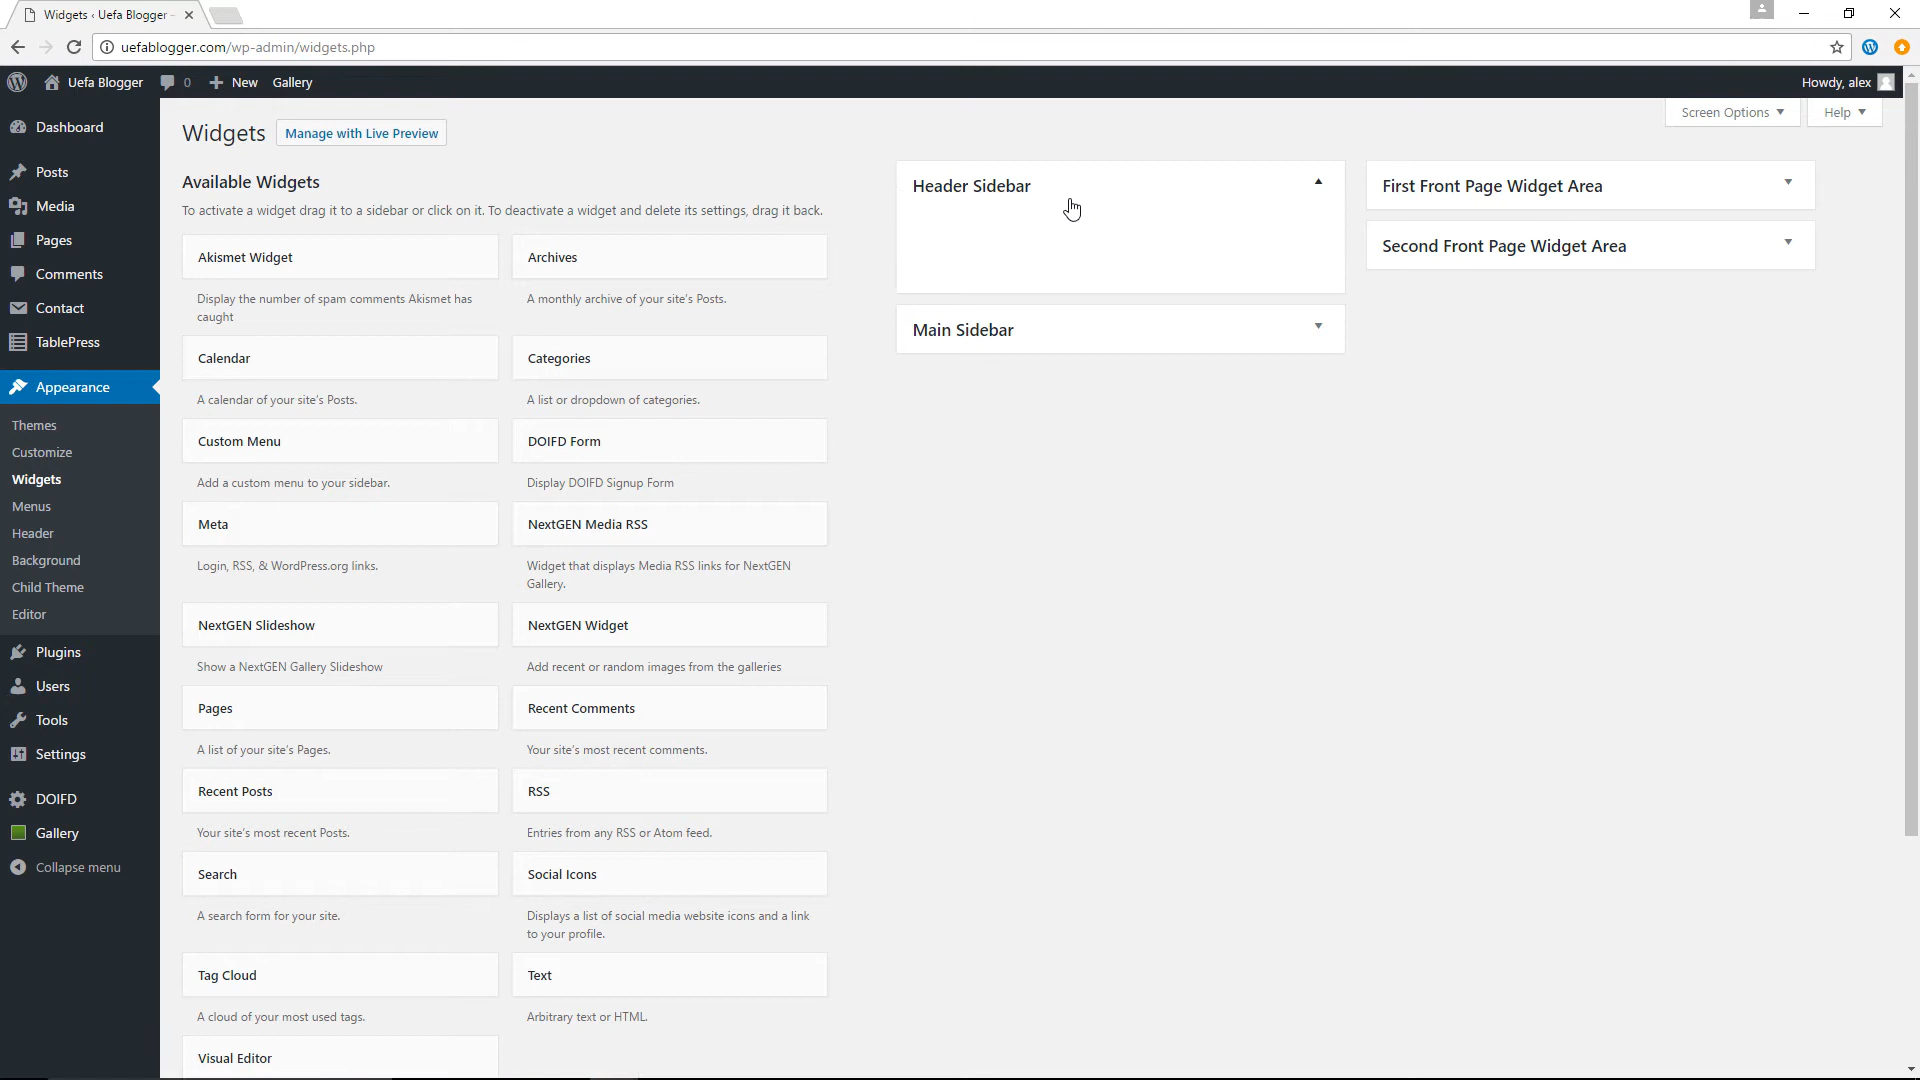 Widgets ‹ Uefa Blogger –
uefablogger.com/wp-admin/widgets.php
Uefa Blogger
0
New
Gallery
Howdy, alex
Dashboard
Posts
Media
Pages
Comments
Contact
TablePress
Appearance
Themes
Customize
Widgets
Menus
Header
Background
Child Theme
Editor
Plugins
Users
Tools
Settings
DOIFD
Gallery
Collapse menu
Screen Options
Help
Widgets
Manage with Live Preview
Available Widgets
To activate a widget drag it to a sidebar or click on it. To deactivate a widget and delete its settings, drag it back.
Akismet Widget
Display the number of spam comments Akismet has
caught
Archives
A monthly archive of your site's Posts.
Calendar
A calendar of your site's Posts.
Categories
A list or dropdown of categories.
Custom Menu
Add a custom menu to your sidebar.
DOIFD Form
Display DOIFD Signup Form
Meta
Login, RSS, & WordPress.org links.
NextGEN Media RSS
Widget that displays Media RSS links for NextGEN
Gallery.
NextGEN Slideshow
Show a NextGEN Gallery Slideshow
NextGEN Widget
Add recent or random images from the galleries
Pages
A list of your site's Pages.
Recent Comments
Your site's most recent comments.
Recent Posts
Your site's most recent Posts.
RSS
Entries from any RSS or Atom feed.
Search
A search form for your site.
Social Icons
Displays a list of social media website icons and a link
to your profile.
Tag Cloud
A cloud of your most used tags.
Text
Arbitrary text or HTML.
Visual Editor
Header Sidebar
Main Sidebar
First Front Page Widget Area
Second Front Page Widget Area